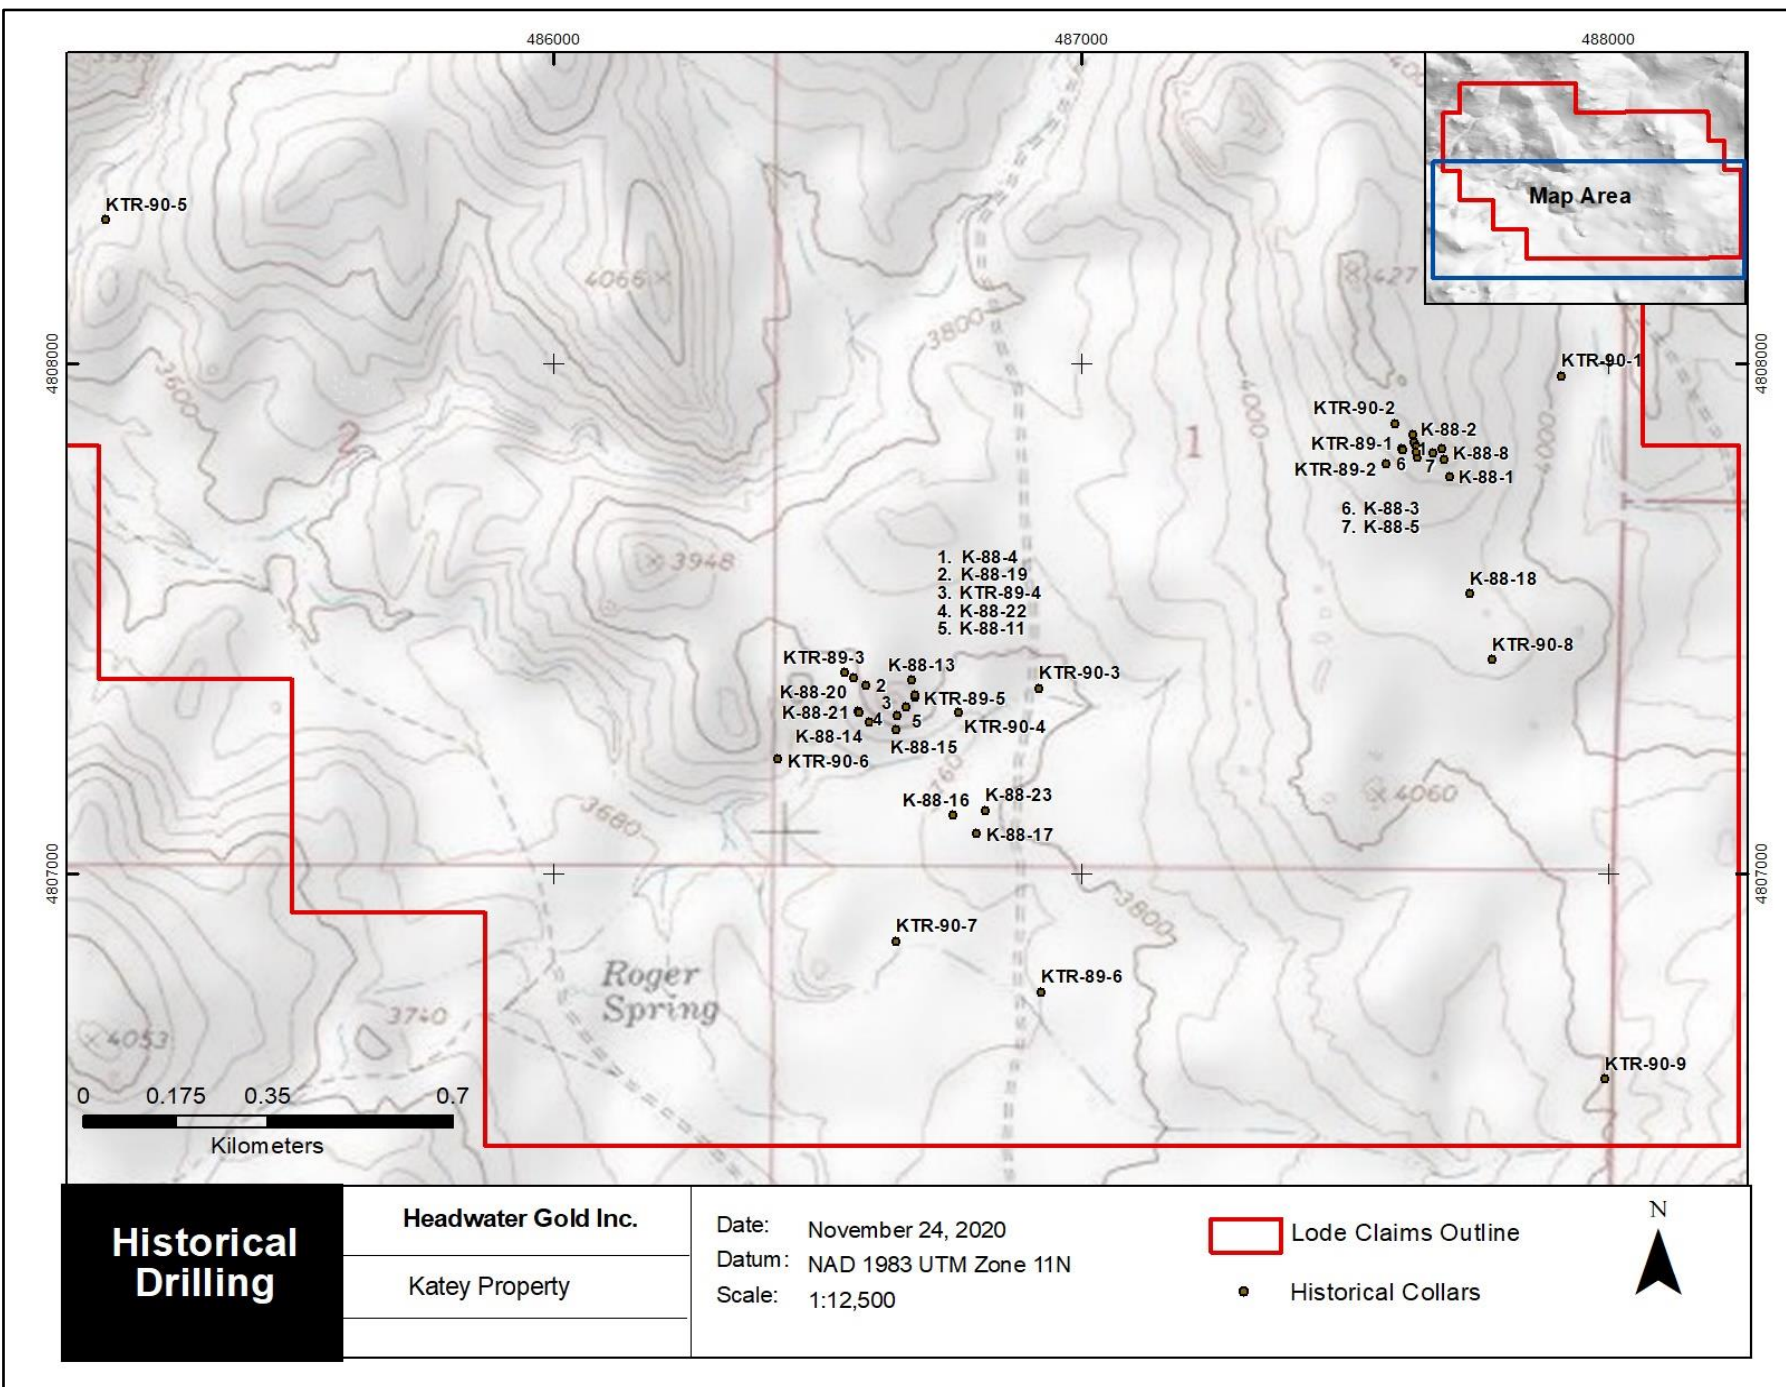 486000
487000
488000
3995
KTR-90-5
Map Area
4066
427
3800
4808000
4808000
KTR-90-1
3600
4000
4000
KTR-90-2
K-88-2
2
1
KTR-89-1
1
K-88-8
KTR-89-2
6
7
K-88-1
6. K-88-3
7. K-88-5
3948
1. K-88-4
2. K-88-19
3. KTR-89-4
4. K-88-22
5. K-88-11
K-88-18
KTR-90-8
KTR-89-3
K-88-13
KTR-90-3
K-88-20
2
3
KTR-89-5
K-88-21
4
5
KTR-90-4
K-88-14
K-88-15
KTR-90-6
760
4060
K-88-16
K-88-23
3680
K-88-17
4807000
4807000
3800
KTR-90-7
Roger
Spring
KTR-89-6
3740
4053
KTR-90-9
0 0.175 0.35 0.7
Kilometers
Historical
Drilling
Headwater Gold Inc.
Katey Property
Date: November 24, 2020
Datum: NAD 1983 UTM Zone 11N
Scale: 1:12,500
Lode Claims Outline
Historical Collars
N